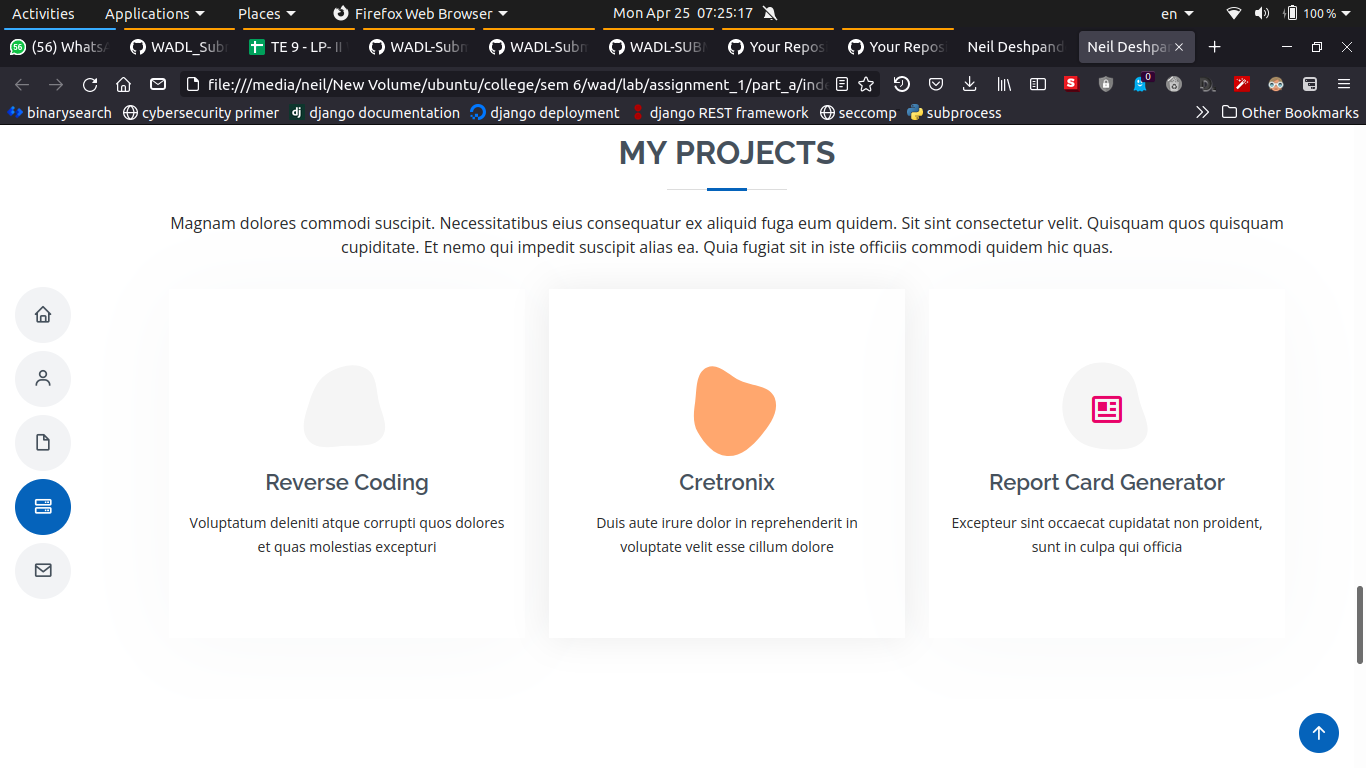 Activities Applications Places Firefox Web Browser Mon Apr 25 07:25:17 en 100 %
(56) WhatsA WADL_Subm TE 9 - LP- II WADL-Subm WADL-Subm WADL-SUBM Your Reposi Your Reposi Neil Deshpand Neil Deshpan
file:///media/neil/New Volume/ubuntu/college/sem 6/wad/lab/assignment_1/part_a/inde
binarysearch cybersecurity primer dj django documentation django deployment django REST framework seccomp subprocess Other Bookmarks
MY PROJECTS
Magnam dolores commodi suscipit. Necessitatibus eius consequatur ex aliquid fuga eum quidem. Sit sint consectetur velit. Quisquam quos quisquam
cupiditate. Et nemo qui impedit suscipit alias ea. Quia fugiat sit in iste officiis commodi quidem hic quas.
Reverse Coding
Voluptatum deleniti atque corrupti quos dolores
et quas molestias excepturi
Cretronix
Duis aute irure dolor in reprehenderit in
voluptate velit esse cillum dolore
Report Card Generator
Excepteur sint occaecat cupidatat non proident,
sunt in culpa qui officia